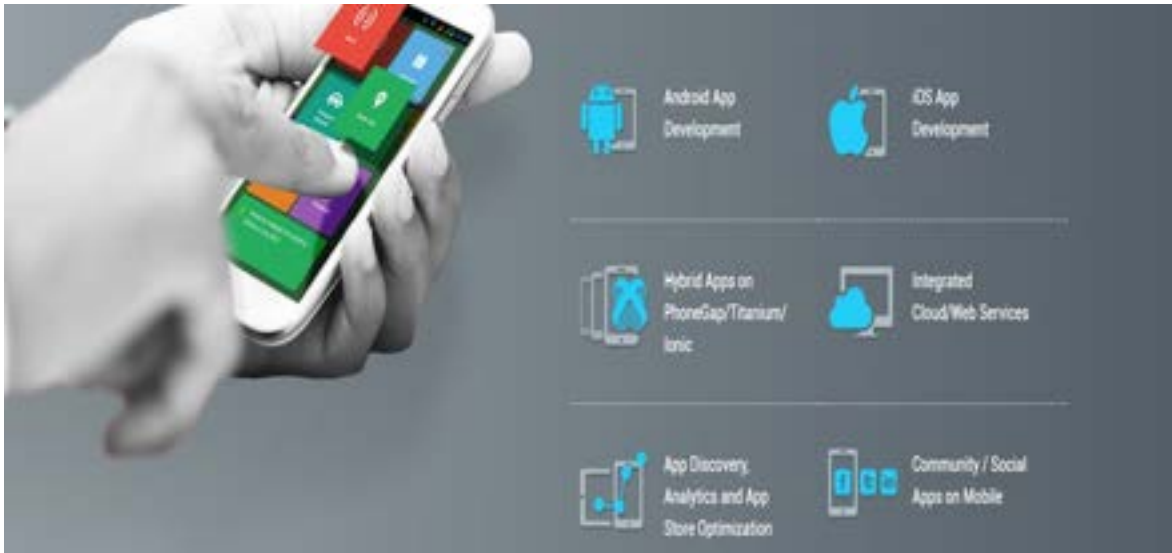 Android App
Development
iOS App
Development
Hybrid Apps on
PhoneGap/Titanium/
Ionic
Integrated
Cloud/Web Services
App Discovery,
Analytics and App
Store Optimization
Community / Social
Apps on Mobile